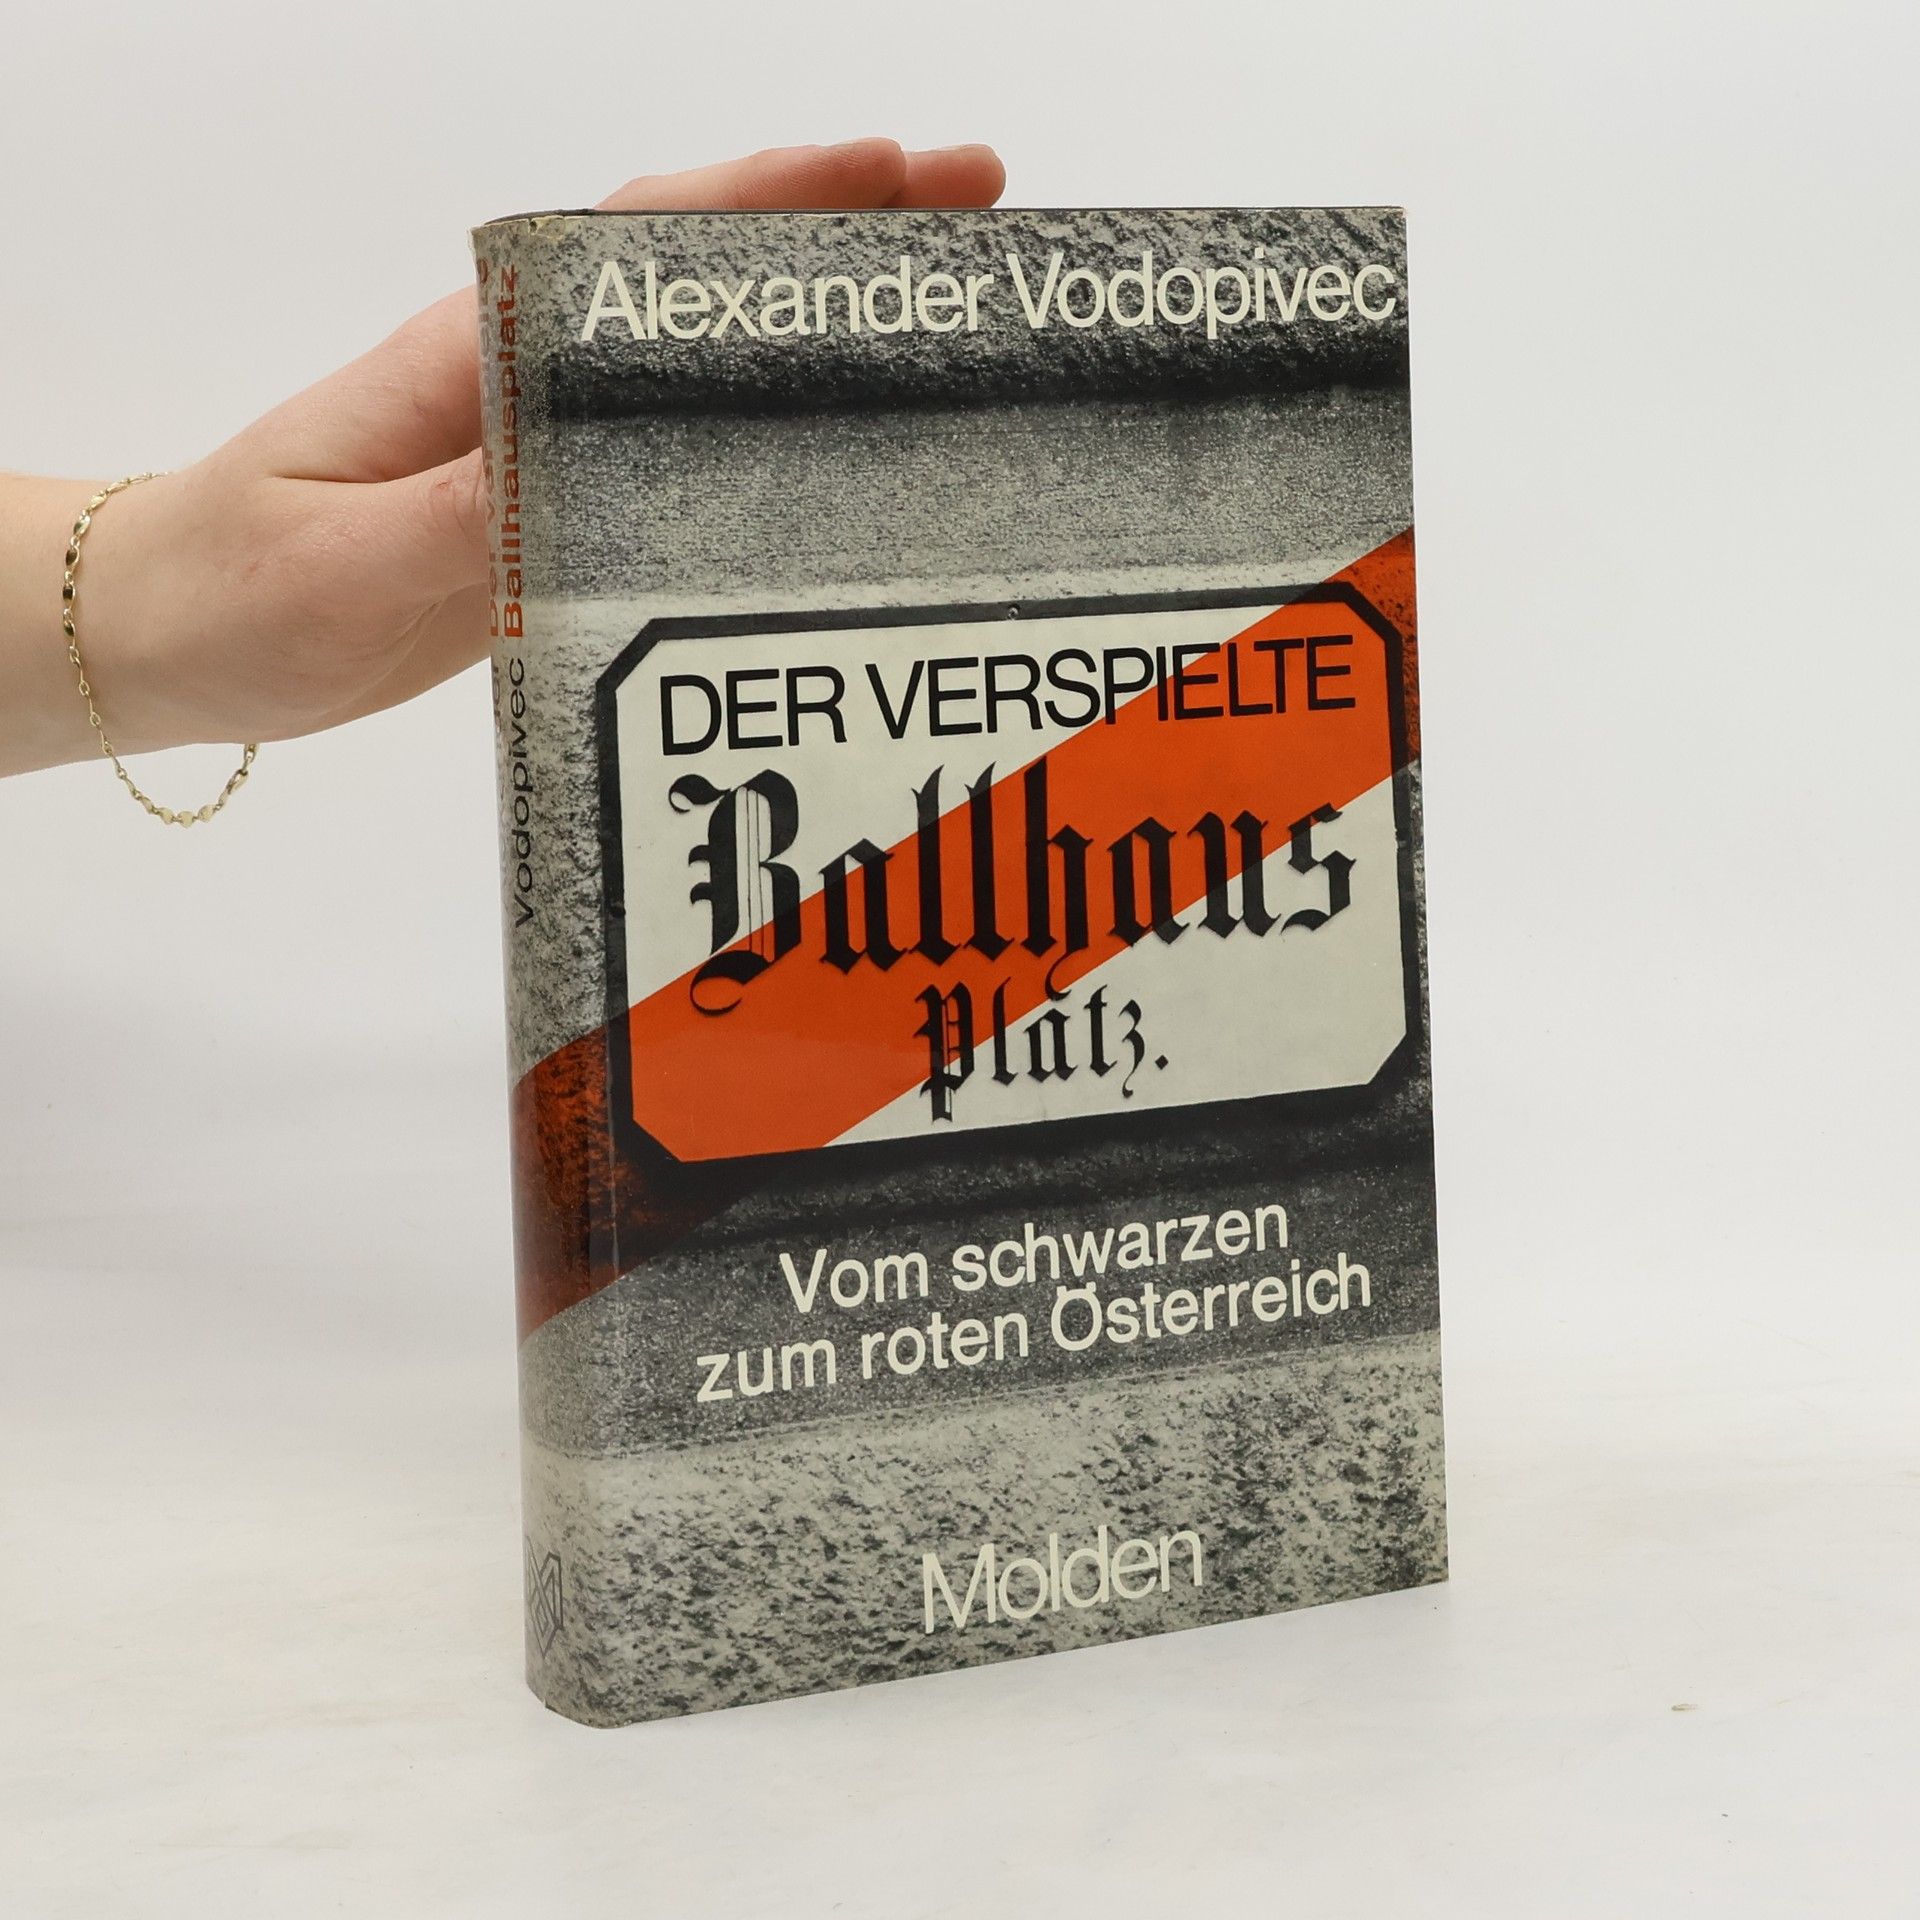 Alexander Vodopivec
DER VERSPIELTE
Ballhaus
platz.
Vom schwarzen
zum roten Österreich
Molden
Ballhausplatz
Vodopivec